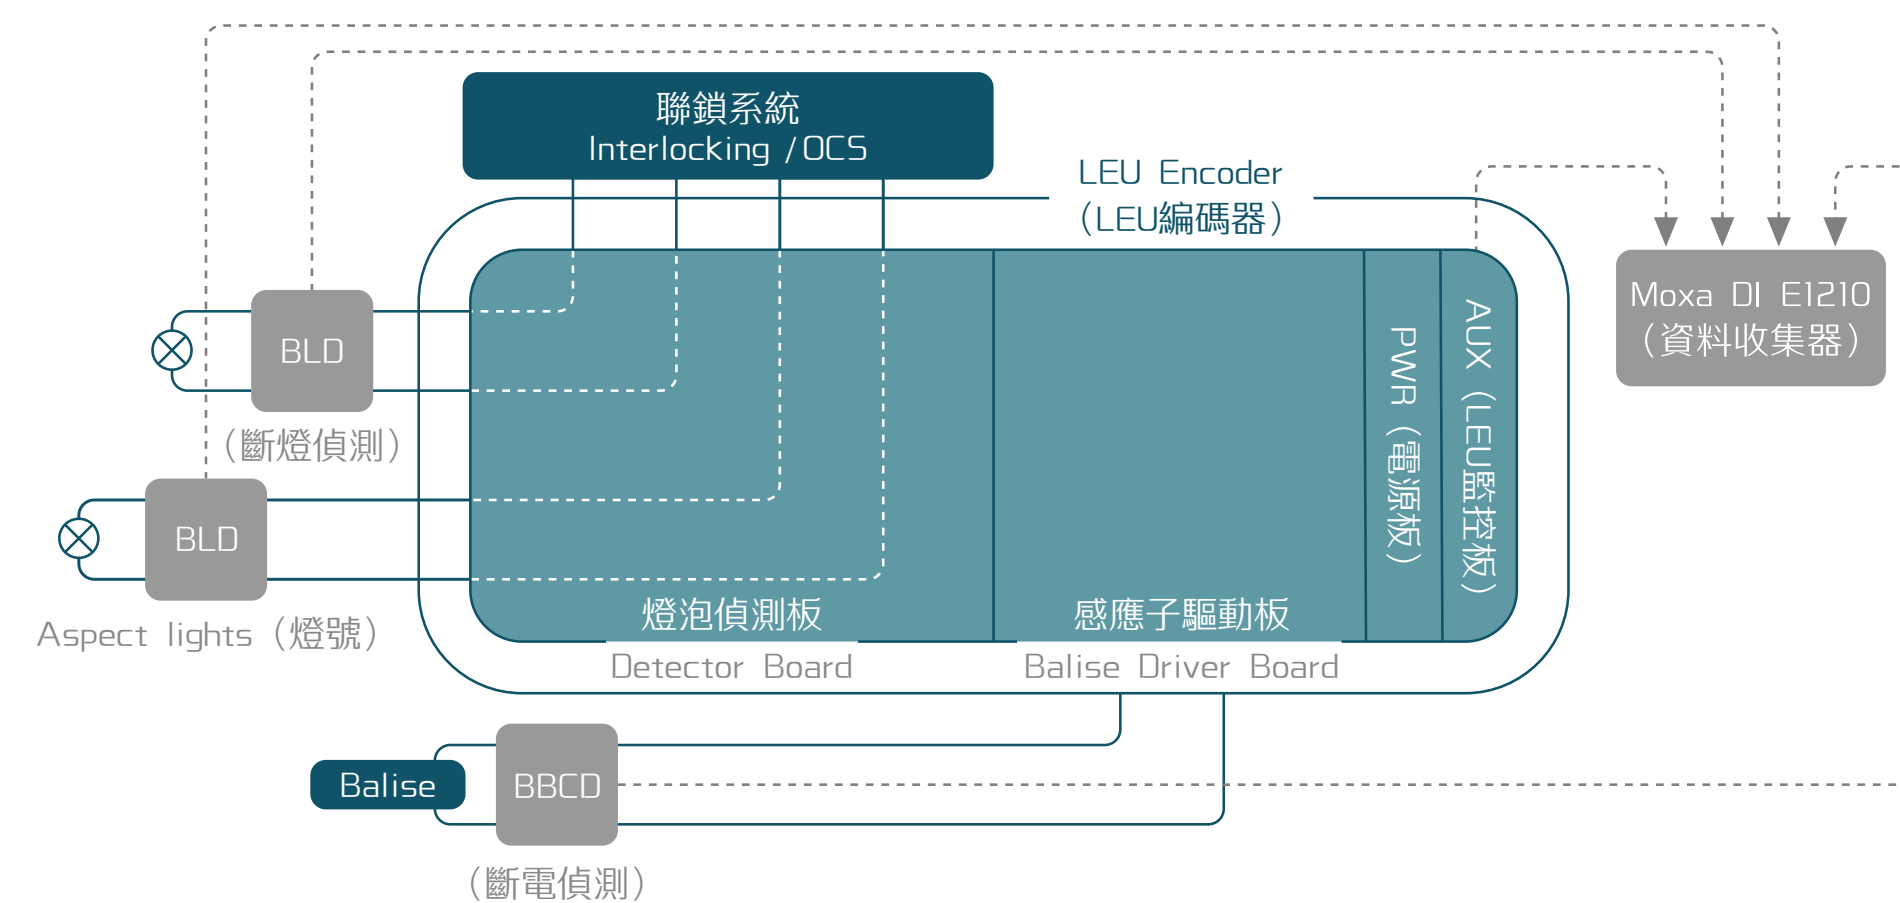 聯鎖系統
Interlocking /OCS
LEU Encoder
（LEU編碼器）
BLD
（斷燈偵測）
BLD
Aspect lights（燈號）
燈泡偵測板
Detector Board
感應子驅動板
Balise Driver Board
PWR（電源板）
AUX（LEU監控板）
Moxa DI E1210
（資料收集器）
Balise
BBCD
（斷電偵測）